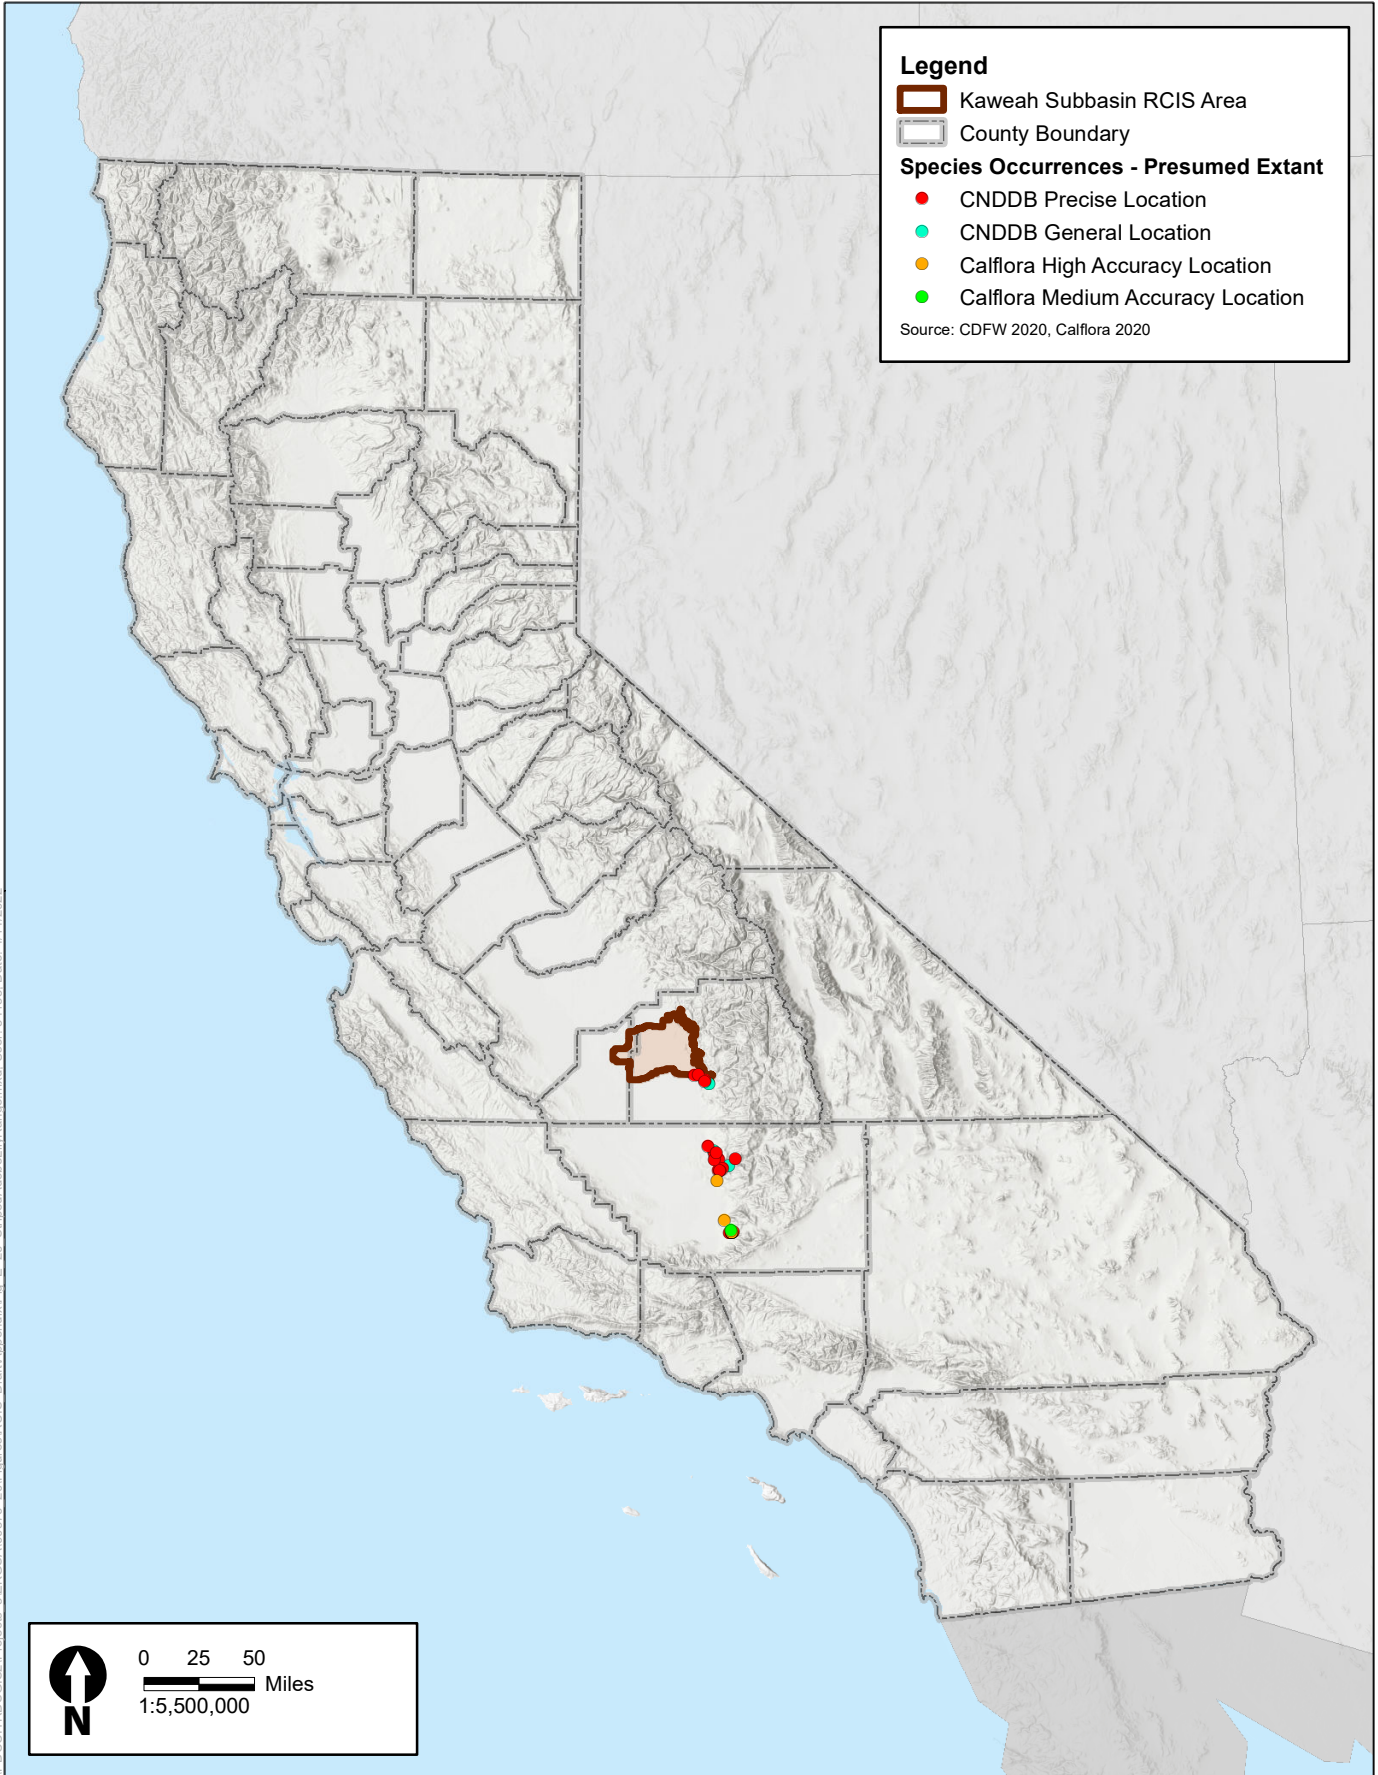 Legend
Kaweah Subbasin RCIS Area
County Boundary
Species Occurrences - Presumed Extant
CNDDB Precise Location
CNDDB General Location
Calflora High Accuracy Location
Calflora Medium Accuracy Location
Source: CDFW 2020, Calflora 2020
0 25 50
Miles
1:5,500,000
N